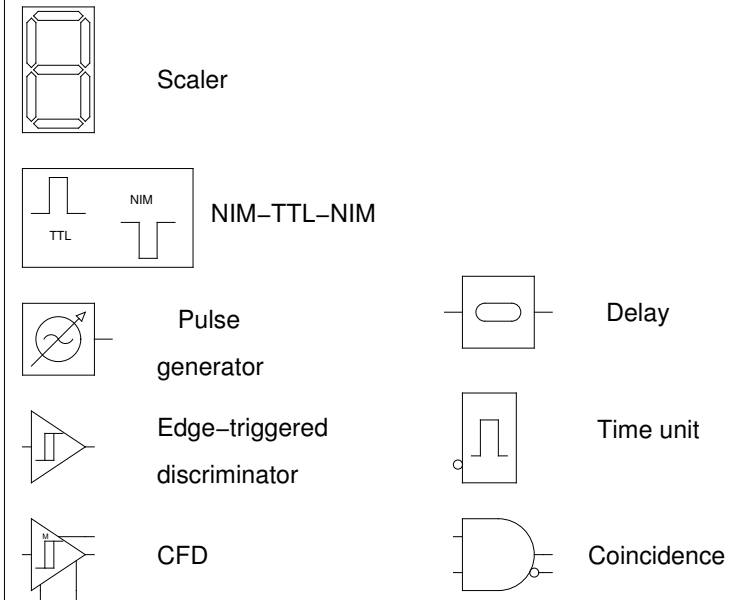 Scaler
NIM
TTL
NIM−TTL−NIM
Pulse
generator
Delay
Edge−triggered
discriminator
Time unit
M
CFD
Coincidence